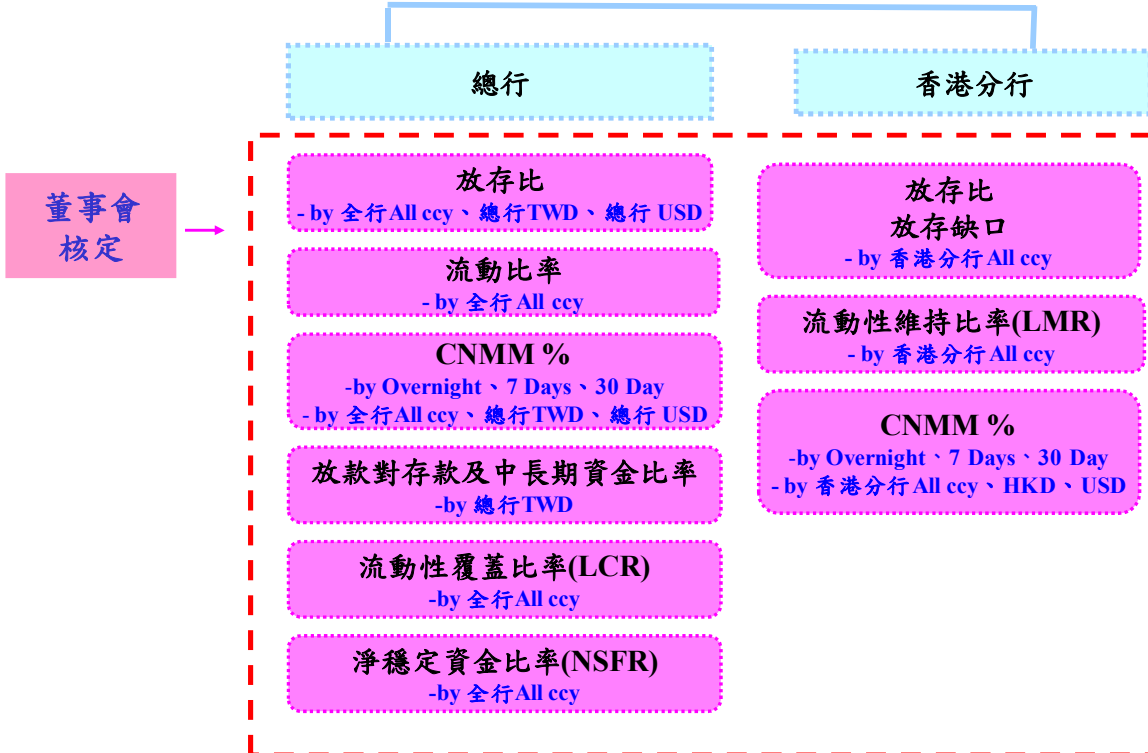 總行
香港分行
董事會
核定
放存比
- by 全行All ccy、總行TWD、總行 USD
流動比率
- by 全行All ccy
CNMM %
-by Overnight、7 Days、30 Day
- by 全行All ccy、總行TWD、總行 USD
放款對存款及中長期資金比率
-by 總行TWD
流動性覆蓋比率(LCR)
-by 全行All ccy
淨穩定資金比率(NSFR)
-by 全行All ccy
放存比
放存缺口
- by 香港分行All ccy
流動性維持比率(LMR)
- by 香港分行All ccy
CNMM %
-by Overnight、7 Days、30 Day
- by 香港分行All ccy、HKD、USD